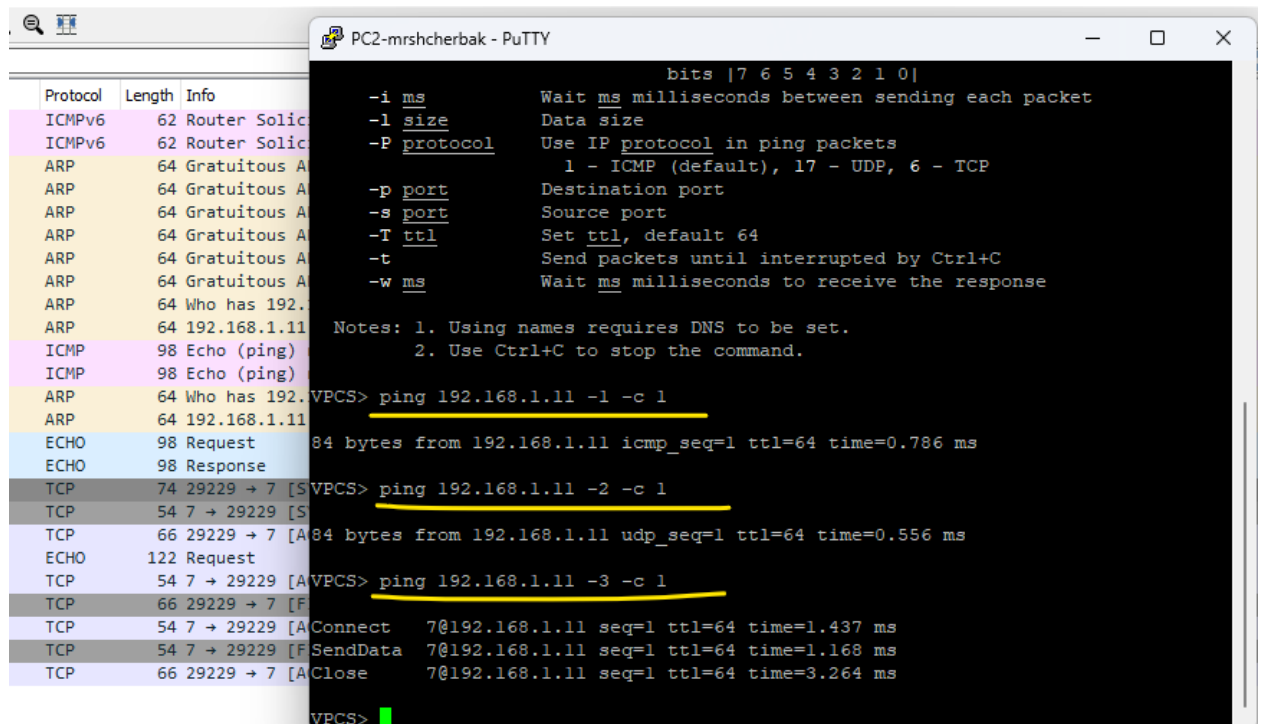 PC2-mrshcherbak - PuTTY
Protocol Length Info
ICMPv6 62 Router Solic
ICMPv6 62 Router Solic
ARP 64 Gratuitous A
ARP 64 Gratuitous A
ARP 64 Gratuitous A
ARP 64 Gratuitous A
ARP 64 Gratuitous A
ARP 64 Gratuitous A
ARP 64 Who has 192.
ARP 64 192.168.1.11
ICMP 98 Echo (ping)
ICMP 98 Echo (ping)
ARP 64 Who has 192.
ARP 64 192.168.1.11
ECHO 98 Request
ECHO 98 Response
TCP 74 29229 → 7 [S
TCP 54 7 → 29229 [S
TCP 66 29229 → 7 [A
ECHO 122 Request
TCP 54 7 → 29229 [A
TCP 66 29229 → 7 [F
TCP 54 7 → 29229 [A
TCP 54 7 → 29229 [F
TCP 66 29229 → 7 [A
bits |7 6 5 4 3 2 1 0|
-i ms Wait ms milliseconds between sending each packet
-l size Data size
-P protocol Use IP protocol in ping packets
1 - ICMP (default), 17 - UDP, 6 - TCP
-p port Destination port
-s port Source port
-T ttl Set ttl, default 64
-t Send packets until interrupted by Ctrl+C
-w ms Wait ms milliseconds to receive the response
Notes: 1. Using names requires DNS to be set.
2. Use Ctrl+C to stop the command.
VPCS> ping 192.168.1.11 -1 -c 1
84 bytes from 192.168.1.11 icmp_seq=1 ttl=64 time=0.786 ms
VPCS> ping 192.168.1.11 -2 -c 1
84 bytes from 192.168.1.11 udp_seq=1 ttl=64 time=0.556 ms
VPCS> ping 192.168.1.11 -3 -c 1
Connect 7@192.168.1.11 seq=1 ttl=64 time=1.437 ms
SendData 7@192.168.1.11 seq=1 ttl=64 time=1.168 ms
Close 7@192.168.1.11 seq=1 ttl=64 time=3.264 ms
VPCS>